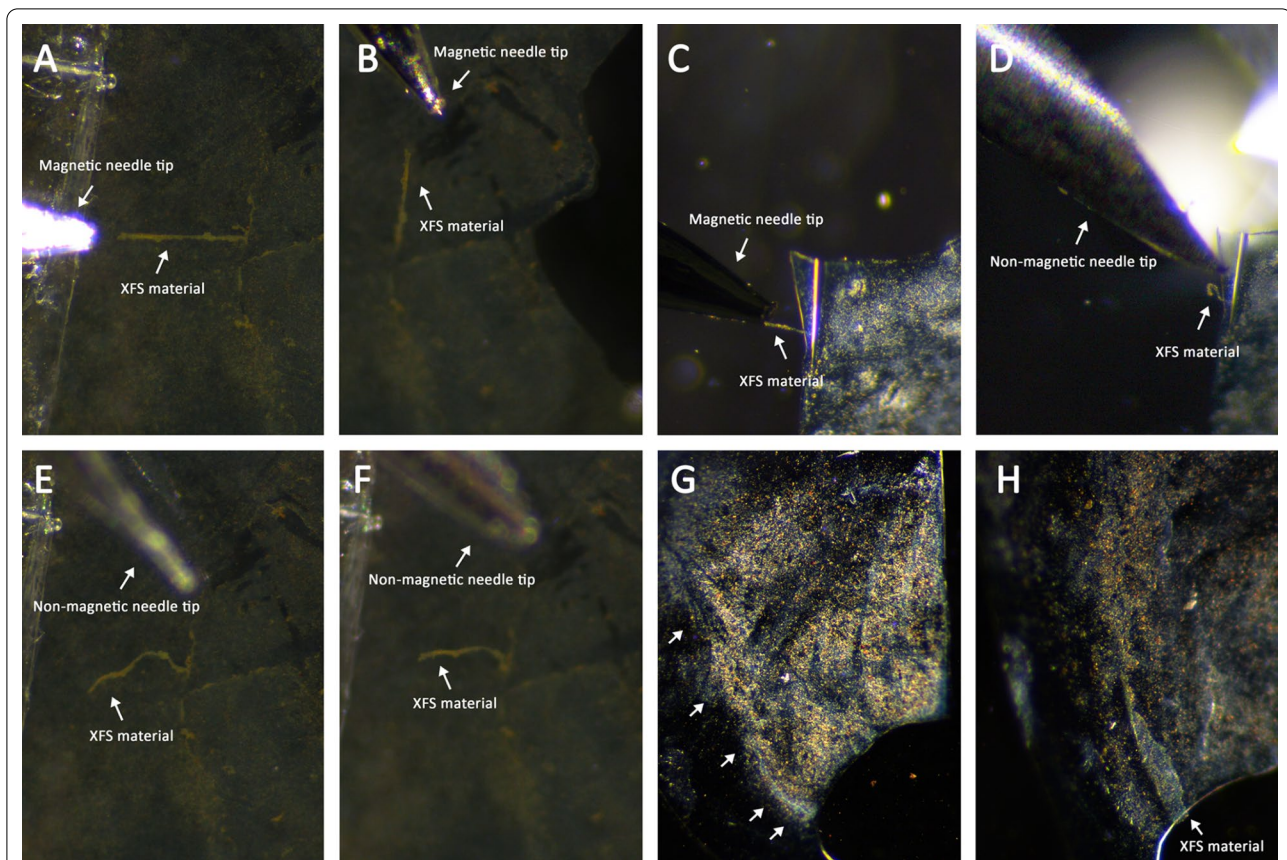 A
Magnetic needle tip
XFS material
B
Magnetic needle tip
XFS material
C
Magnetic needle tip
XFS material
D
Non-magnetic needle tip
XFS material
E
Non-magnetic needle tip
XFS material
F
Non-magnetic needle tip
XFS material
G
H
XFS material